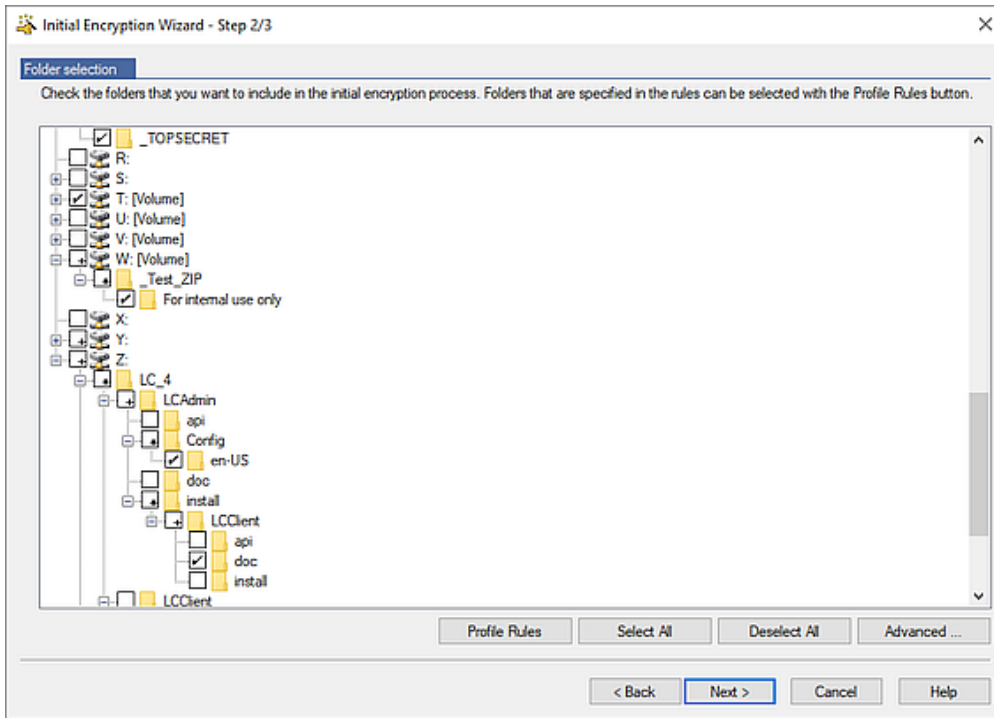 Initial Encryption Wizard - Step 2/3
Folder selection
Check the folders that you want to include in the initial encryption process. Folders that are specified in the rules can be selected with the Profile Rules button.
_TOPSECRET
R:
S:
T: [Volume]
U: [Volume]
V: [Volume]
W: [Volume]
_Test_ZIP
For internal use only
X:
Y:
Z:
LC_4
LCAdmin
api
Config
en-US
doc
install
LCClient
api
doc
install
LCClient
Profile Rules Select All Deselect All Advanced ...
< Back Next > Cancel Help